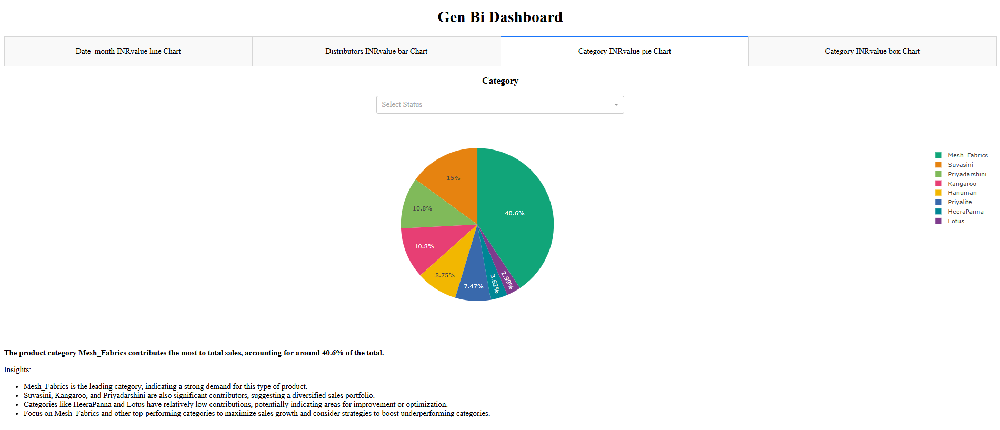 Gen Bi Dashboard
Date_month INRvalue line Chart
Distributors INRvalue bar Chart
Category INRvalue pie Chart
Category INRvalue box Chart
Category
Select Status
15%
40.6%
10.8%
10.8%
8.75%
7.47%
3.62%
2.99%
Mesh_Fabrics
Suvasini
Priyadarshini
Kangaroo
Hanuman
Priyalite
HeeraPanna
Lotus
The product category Mesh_Fabrics contributes the most to total sales, accounting for around 40.6% of the total.
Insights:
• Mesh_Fabrics is the leading category, indicating a strong demand for this type of product.
• Suvasini, Kangaroo, and Priyadarshini are also significant contributors, suggesting a diversified sales portfolio.
• Categories like HeeraPanna and Lotus have relatively low contributions, potentially indicating areas for improvement or optimization.
• Focus on Mesh_Fabrics and other top-performing categories to maximize sales growth and consider strategies to boost underperforming categories.